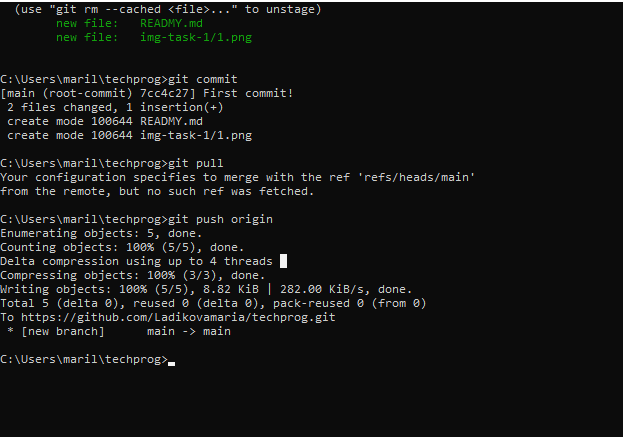 (use "git rm --cached <file>..." to unstage)
new file:   READMY.md
new file:   img-task-1/1.png
C:\Users\maril\techprog>git commit
[main (root-commit) 7cc4c27] First commit!
2 files changed, 1 insertion(+)
create mode 100644 READMY.md
create mode 100644 img-task-1/1.png
C:\Users\maril\techprog>git pull
Your configuration specifies to merge with the ref 'refs/heads/main'
from the remote, but no such ref was fetched.
C:\Users\maril\techprog>git push origin
Enumerating objects: 5, done.
Counting objects: 100% (5/5), done.
Delta compression using up to 4 threads
Compressing objects: 100% (3/3), done.
Writing objects: 100% (5/5), 8.82 KiB | 282.00 KiB/s, done.
Total 5 (delta 0), reused 0 (delta 0), pack-reused 0 (from 0)
To https://github.com/Ladikovamaria/techprog.git
* [new branch]      main -> main
C:\Users\maril\techprog>